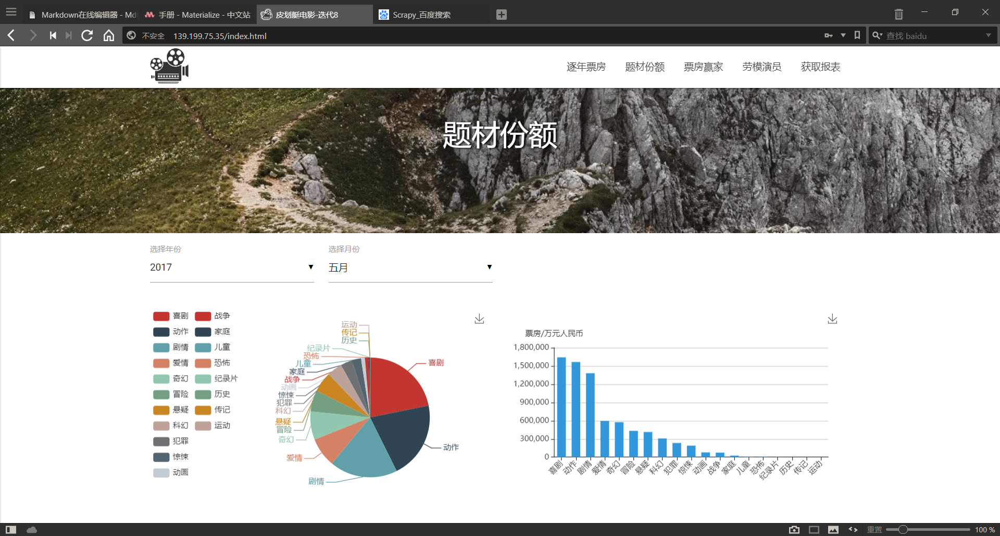 Markdown在线编辑器 - Md
手册 - Materialize - 中文站
皮划艇电影-迭代8
Scrapy_百度搜索
不安全 139.199.75.35/index.html
查找 baidu
逐年票房 题材份额 票房赢家 劳模演员 获取报表
题材份额
选择年份 选择月份
2017 五月
喜剧 战争
动作 家庭
剧情 儿童
爱情 恐怖
奇幻 纪录片
冒险 历史
悬疑 传记
科幻 运动
犯罪
惊悚
动画
运动
传记
历史
纪录片
恐怖
儿童
家庭
战争
动画
惊悚
犯罪
科幻
悬疑
冒险
奇幻
爱情
剧情
喜剧
动作
票房/万元人民币
1,800,000
1,500,000
1,200,000
900,000
600,000
300,000
0
喜剧 动作 剧情 爱情 奇幻 冒险 悬疑 科幻 犯罪 惊悚 动画 战争 家庭 儿童 恐怖 纪录片 历史 传记 运动
重置 100 %